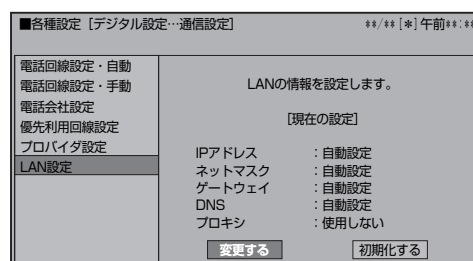 ■各種設定［デジタル設定…通信設定］ **/**[*]午前**:**
電話回線設定・自動
電話回線設定・手動
電話会社設定
優先利用回線設定
プロバイダ設定
LAN設定
LANの情報を設定します。
[現在の設定]
IPアドレス ：自動設定
ネットマスク ：自動設定
ゲートウェイ ：自動設定
DNS ：自動設定
プロキシ ：使用しない
変更する 初期化する